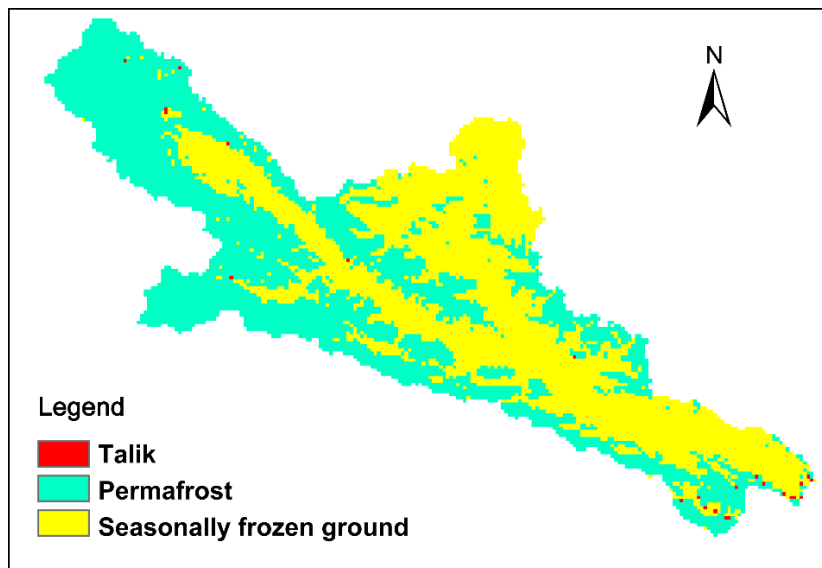 N
Legend
Talik
Permafrost
Seasonally frozen ground